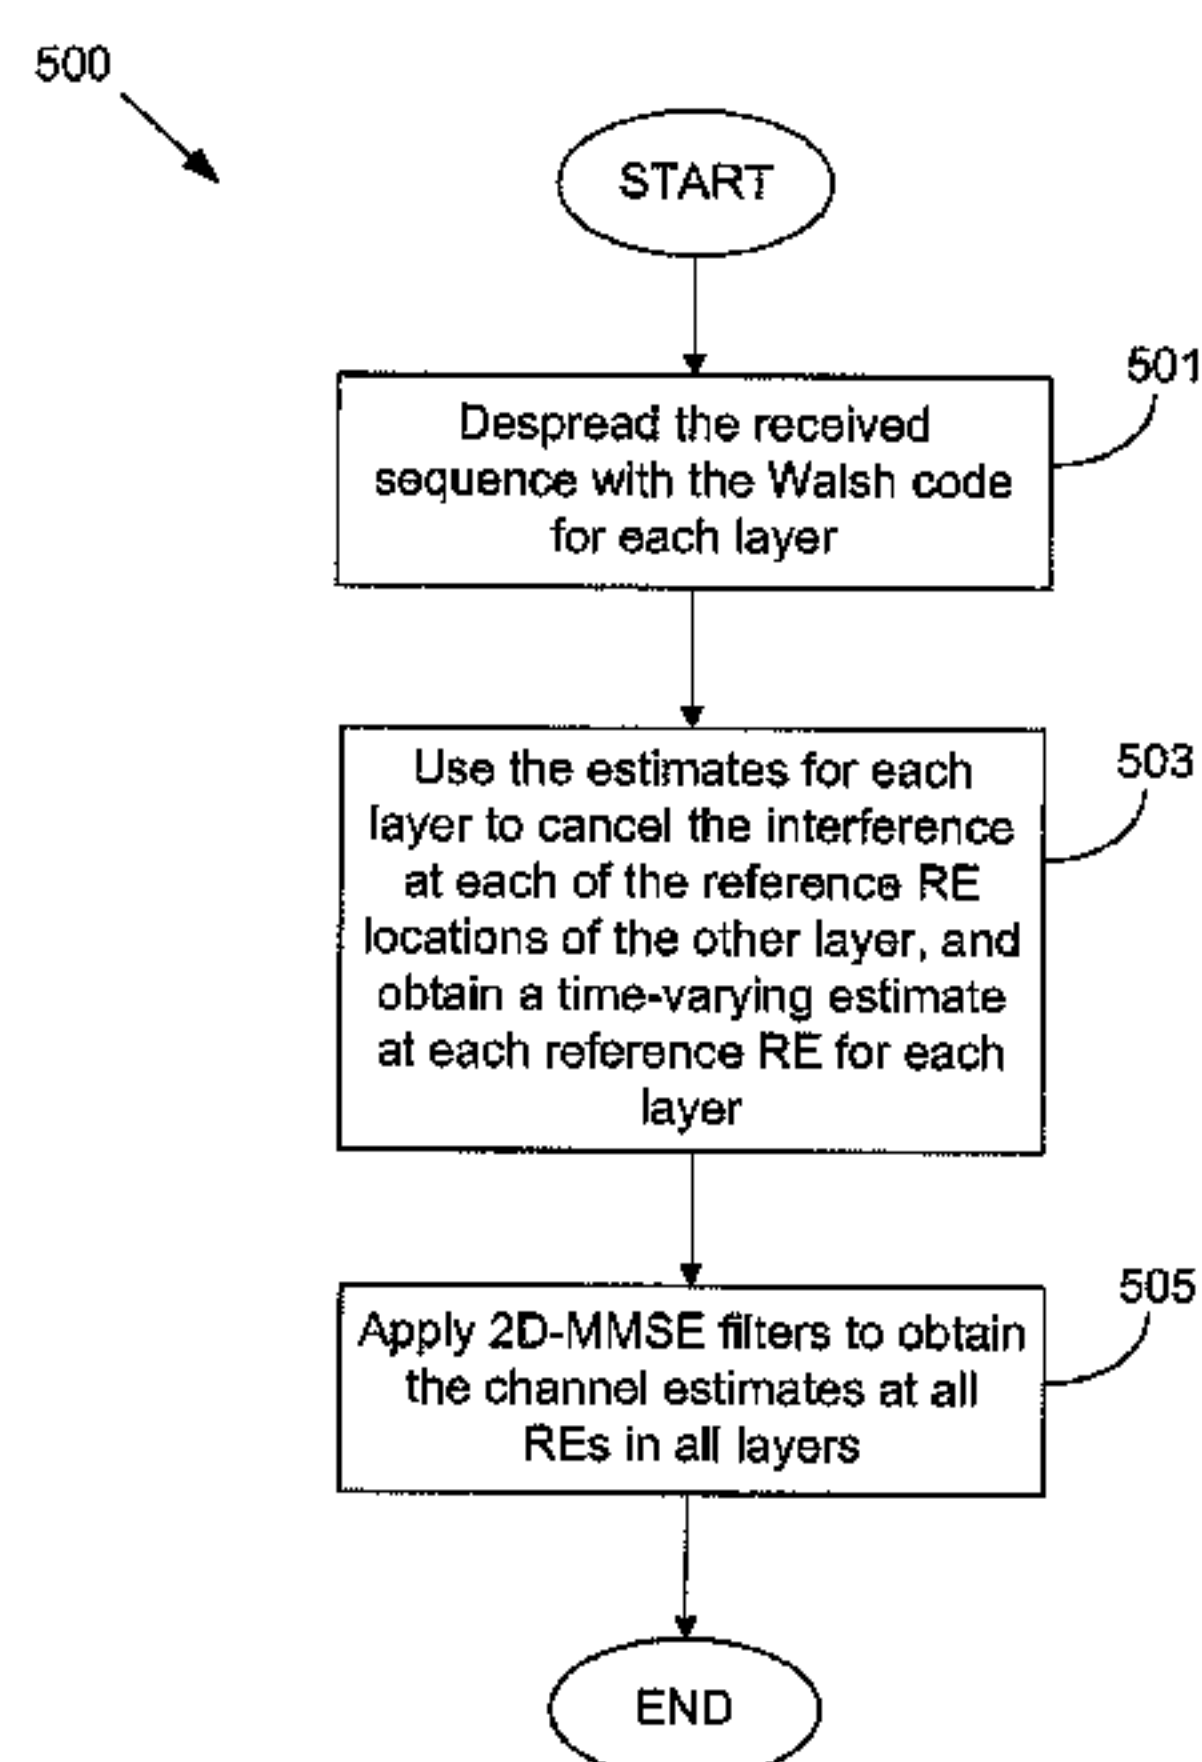 500
START
501
Despread the received
sequence with the Walsh code
for each layer
503
Use the estimates for each
layer to cancel the interference
at each of the reference RE
locations of the other layer, and
obtain a time-varying estimate
at each reference RE for each
layer
505
Apply 2D-MMSE filters to obtain
the channel estimates at all
REs in all layers
END